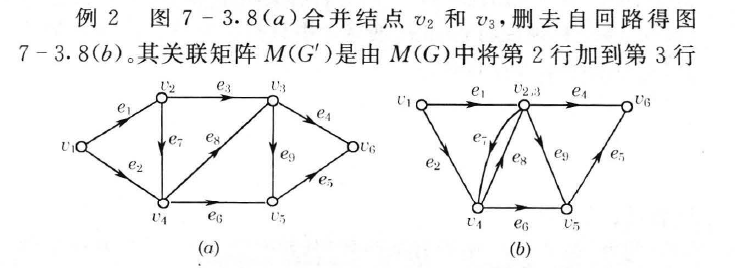 例 2 图 7-3.8(a)合并结点 v₂ 和 v₃,删去自回路得图
7-3.8(b)。其关联矩阵 M(G′)是由 M(G)中将第 2 行加到第 3 行
v₂ e₃ v₃
e₁ e₄
v₁ e₂ e₇ e₈ e₉ e₅ v₆
v₄ e₆ v₅
(a)
v₁ e₁ v₂,₃ e₄ v₆
e₂ e₇ e₈ e₉ e₅
v₄ e₆ v₅
(b)